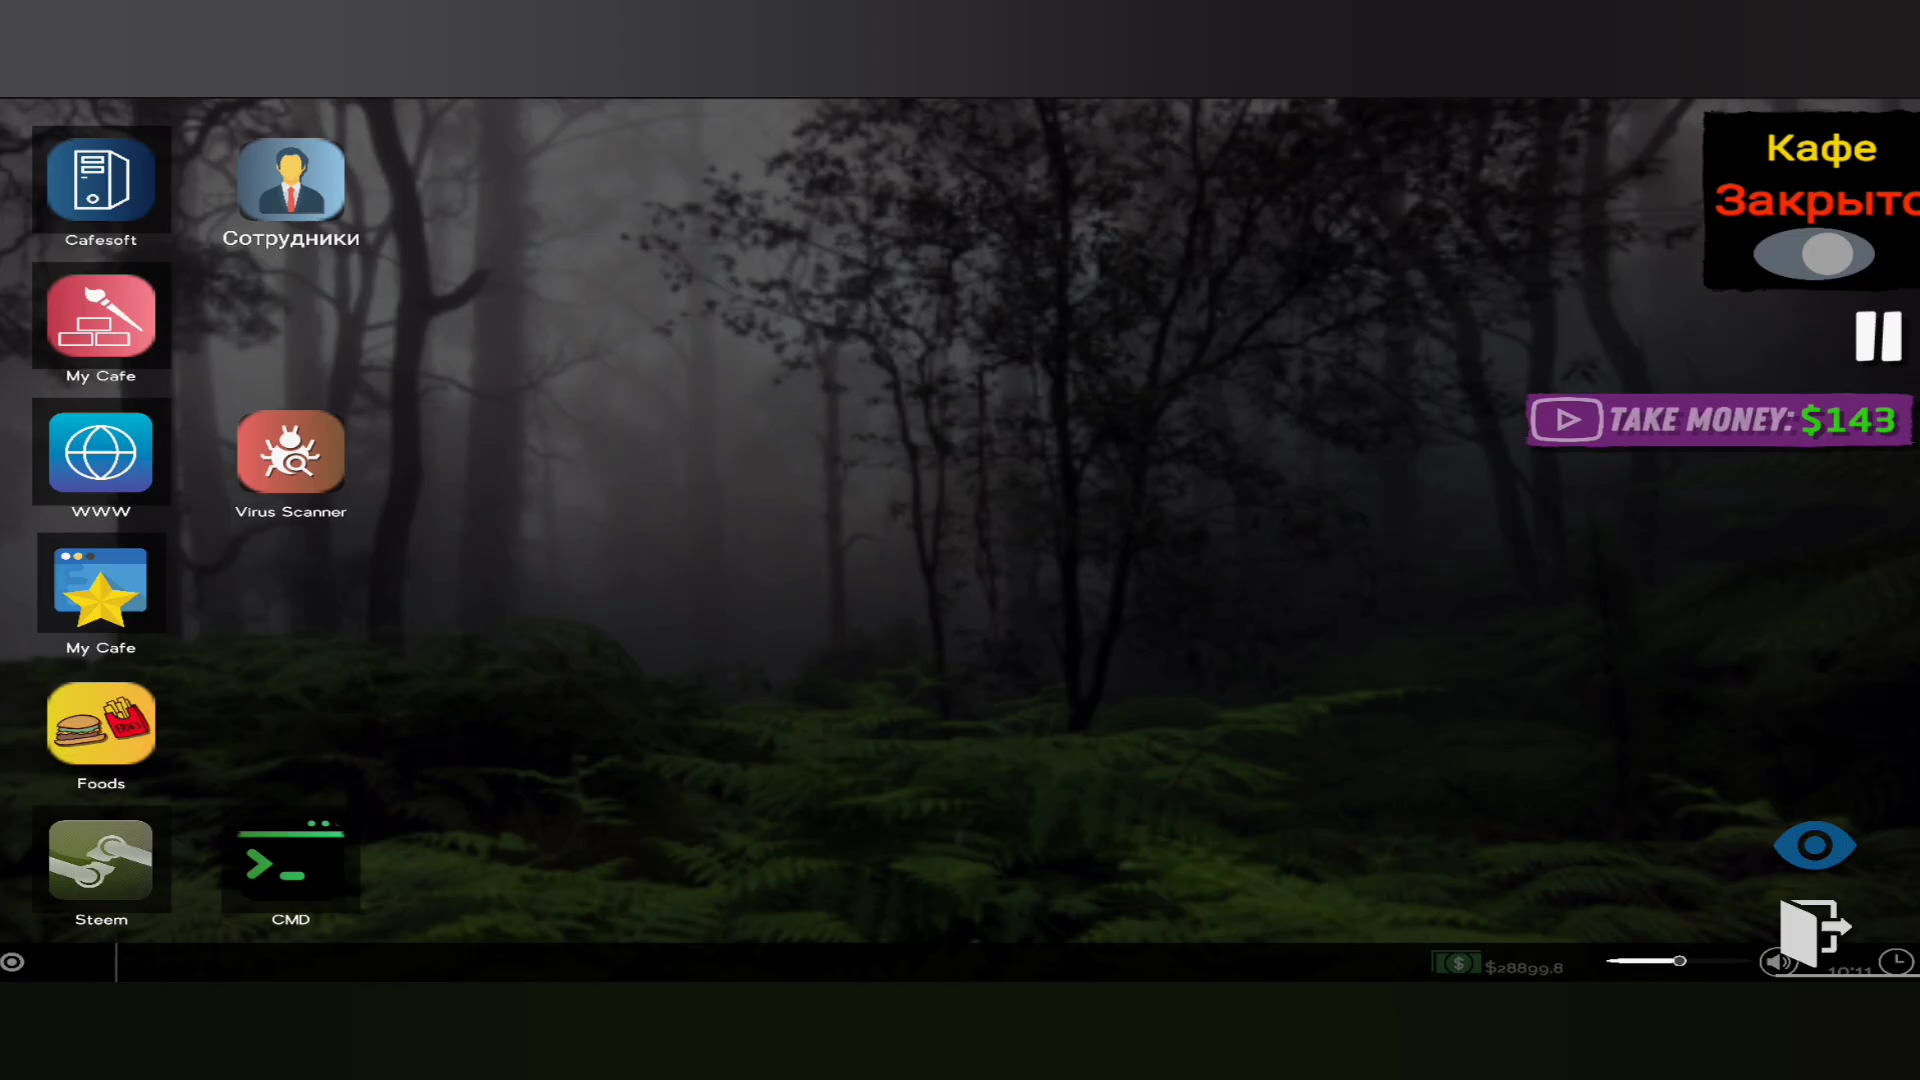 Кафе
Закрыто
Cafesoft
Сотрудники
My Cafe
TAKE MONEY: $143
WWW
Virus Scanner
My Cafe
Foods
Steem
CMD
$28899.8